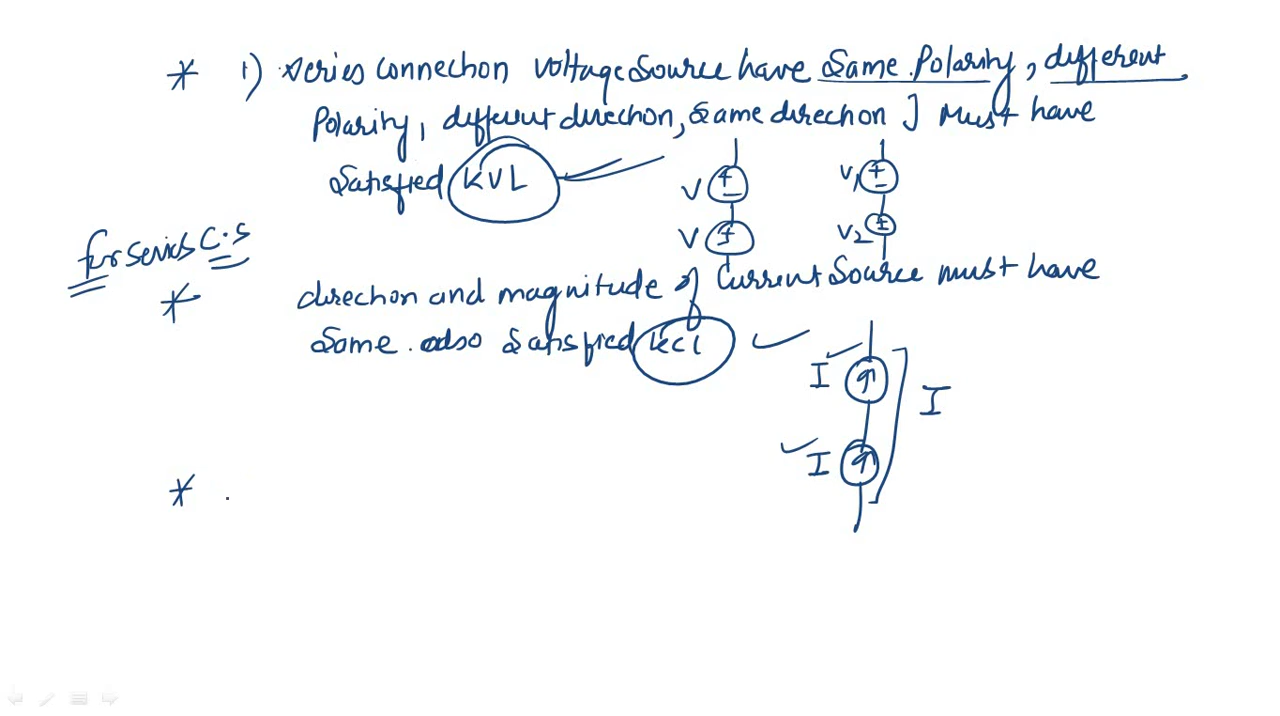 * 1) Series connection voltage source have same polarity, different
polarity, different direction, same direction ] must have
satisfied KVL
V + -
V + -
V1 + -
V2 + -
for series C.S
* direction and magnitude of current source must have
same. also satisfied KCL
I
I
I
*